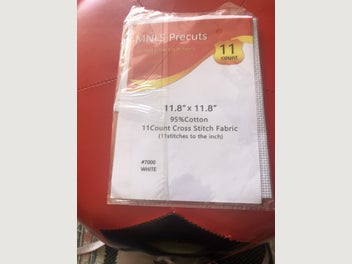 MNLS Precuts
11
count
11.8" x 11.8"
95%Cotton
11Count Cross Stitch Fabric
(11stitches to the inch)
#7000
WHITE